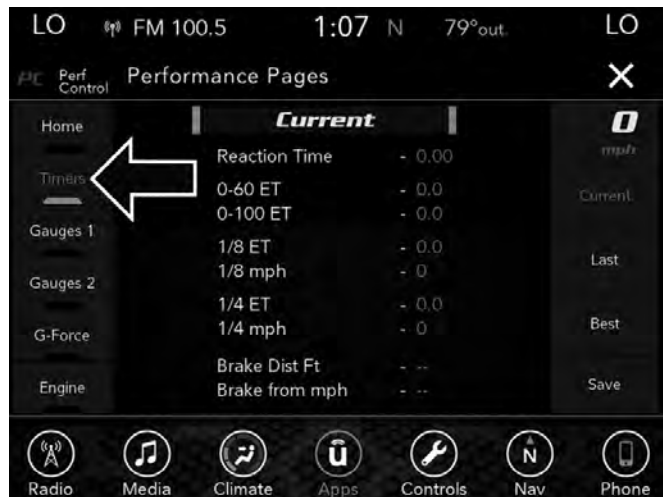 LO FM 100.5 1:07 N 79°out LO
PC Perf Control Performance Pages X
Home
Timers
Gauges 1
Gauges 2
G-Force
Engine
Current
Reaction Time - 0.00
0-60 ET - 0.0
0-100 ET - 0.0
1/8 ET - 0.0
1/8 mph - 0
1/4 ET - 0.0
1/4 mph - 0
Brake Dist Ft - --
Brake from mph - --
0
mph
Current
Last
Best
Save
Radio Media Climate Apps Controls Nav Phone